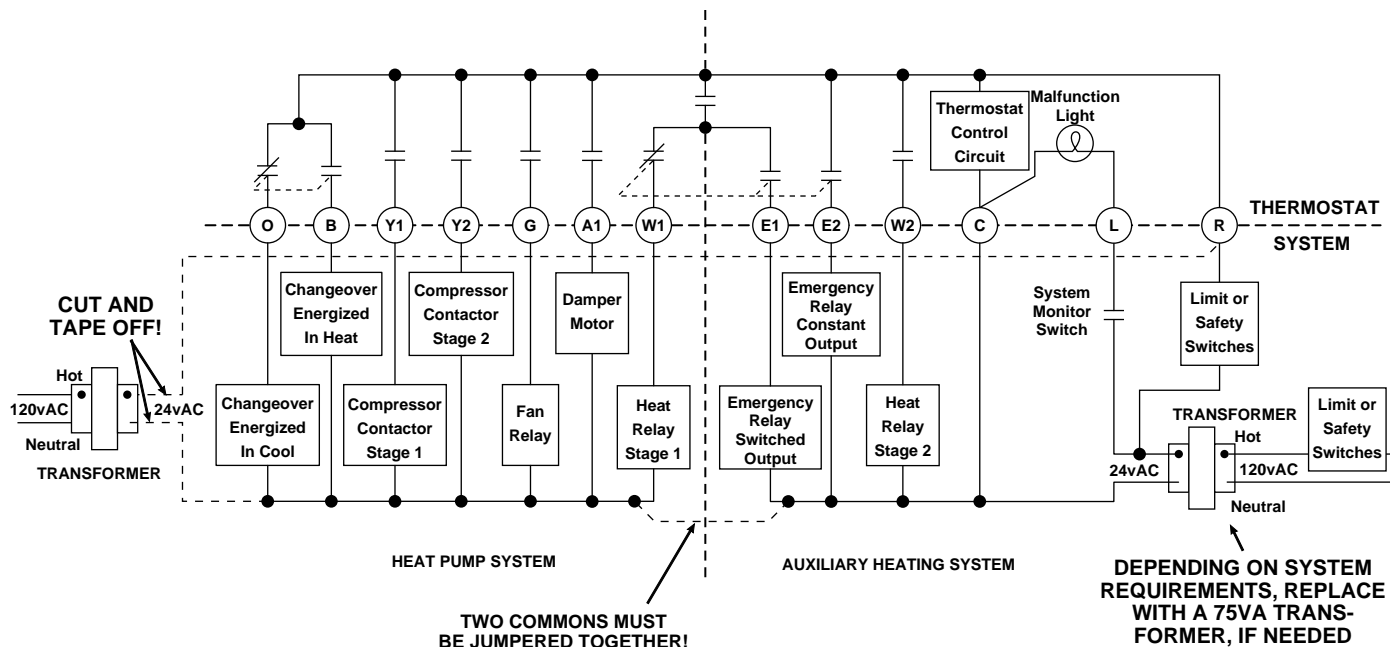 Thermostat
Control
Circuit
Malfunction
Light
O
B
Y1
Y2
G
A1
W1
E1
E2
W2
C
L
R
THERMOSTAT
SYSTEM
CUT AND
TAPE OFF!
Hot
120vAC
24vAC
Neutral
TRANSFORMER
Changeover
Energized
In Heat
Compressor
Contactor
Stage 2
Damper
Motor
Changeover
Energized
In Cool
Compressor
Contactor
Stage 1
Fan
Relay
Heat
Relay
Stage 1
Emergency
Relay
Constant
Output
Emergency
Relay
Switched
Output
Heat
Relay
Stage 2
System
Monitor
Switch
Limit or
Safety
Switches
TRANSFORMER
Hot
24vAC
120vAC
Neutral
Limit or
Safety
Switches
HEAT PUMP SYSTEM
AUXILIARY HEATING SYSTEM
TWO COMMONS MUST
BE JUMPERED TOGETHER!
DEPENDING ON SYSTEM
REQUIREMENTS, REPLACE
WITH A 75VA TRANS-
FORMER, IF NEEDED